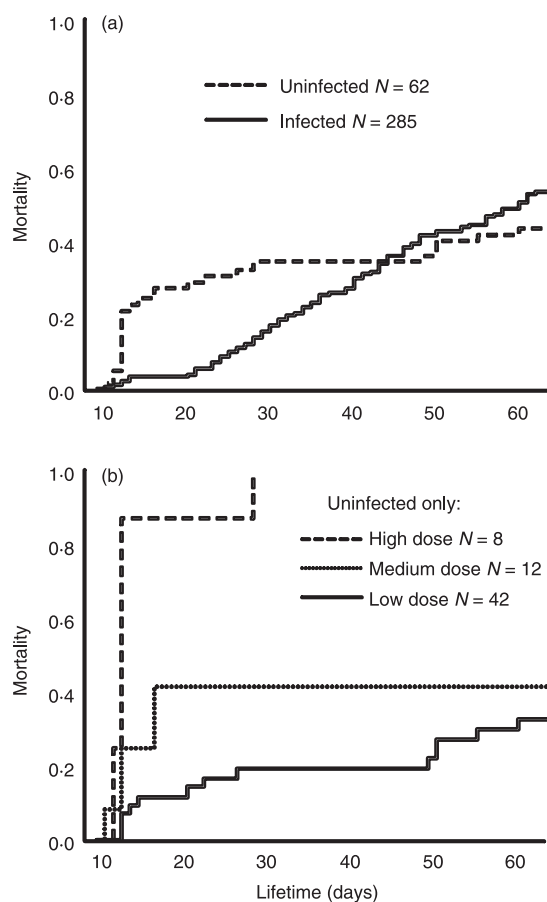 (a)
1·0
0·8
0·6
0·4
0·2
0·0
Mortality
Uninfected N = 62
Infected N = 285
10 20 30 40 50 60
(b)
1·0
0·8
0·6
0·4
0·2
0·0
Mortality
Uninfected only:
High dose N = 8
Medium dose N = 12
Low dose N = 42
10 20 30 40 50 60
Lifetime (days)